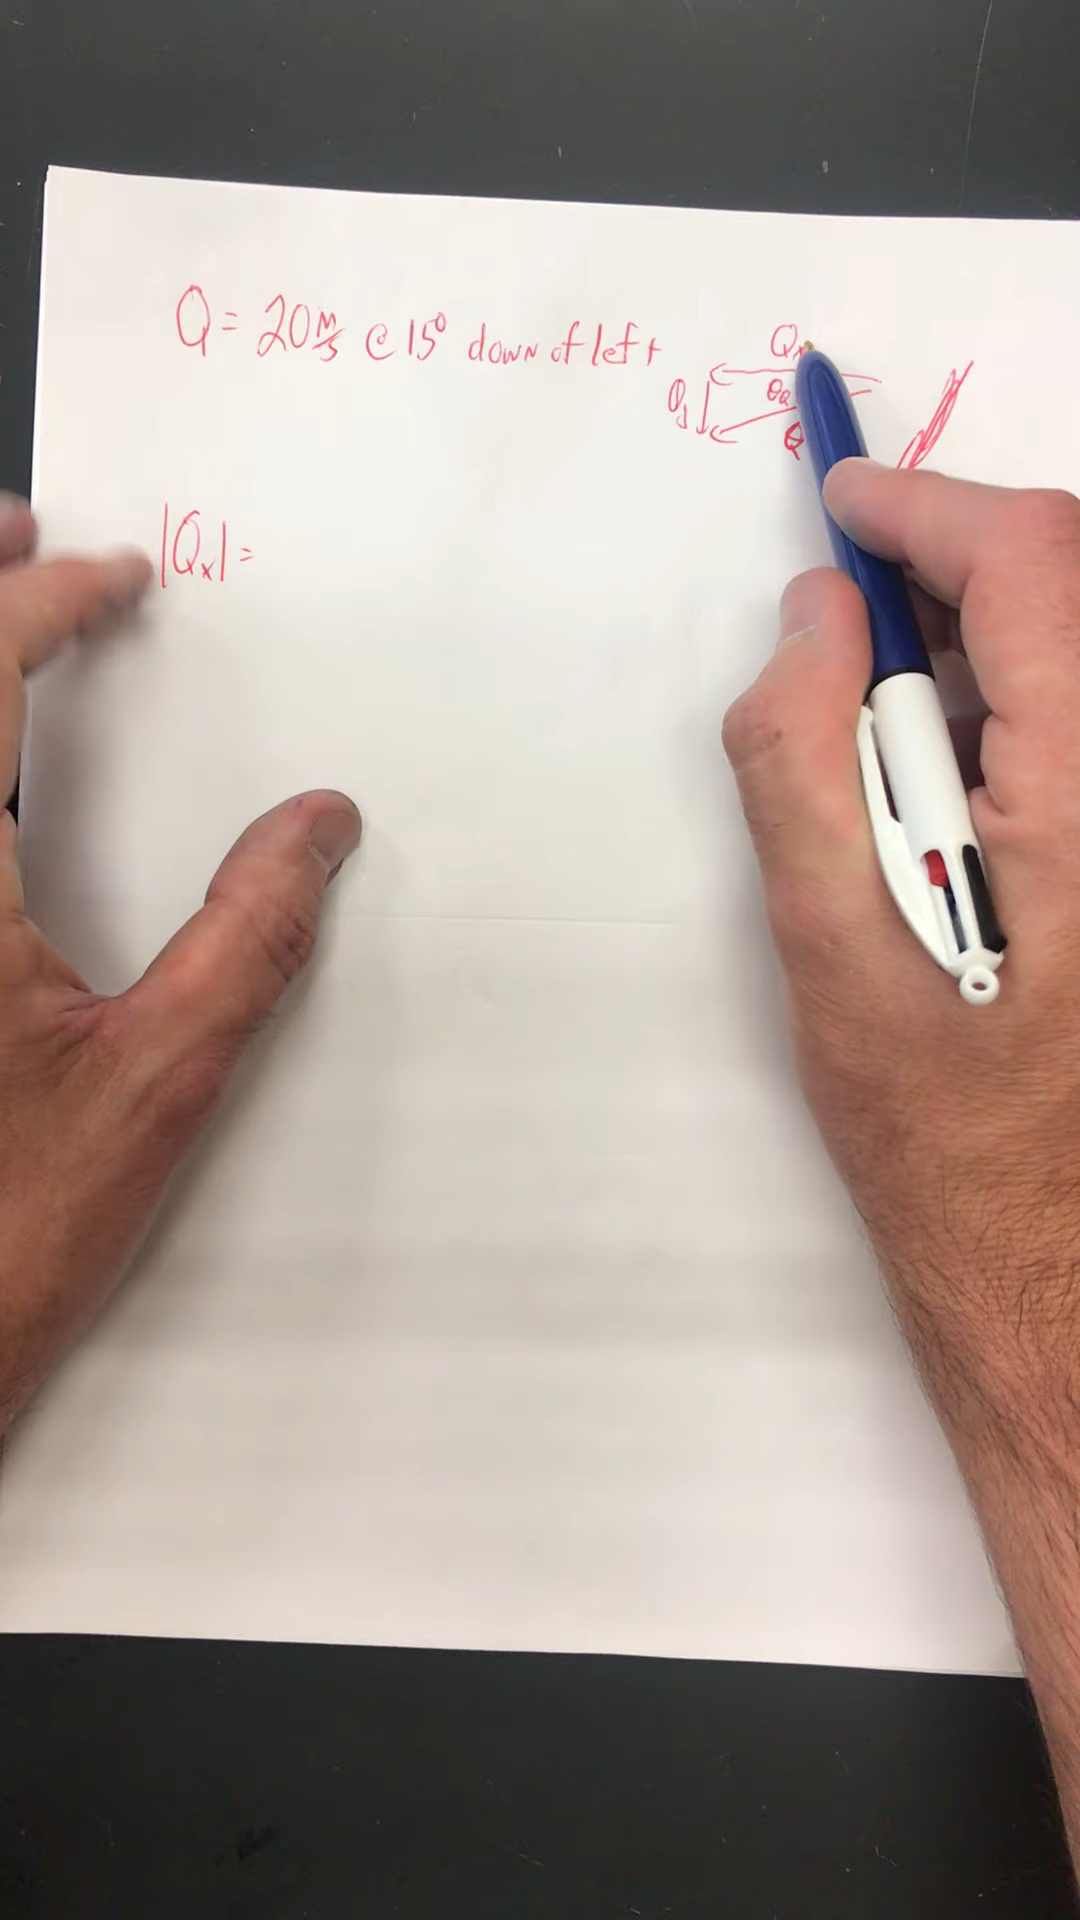 Q = 20 m/s @ 15° down of left
Qx
Qy
θQ
Q
|Qx| =